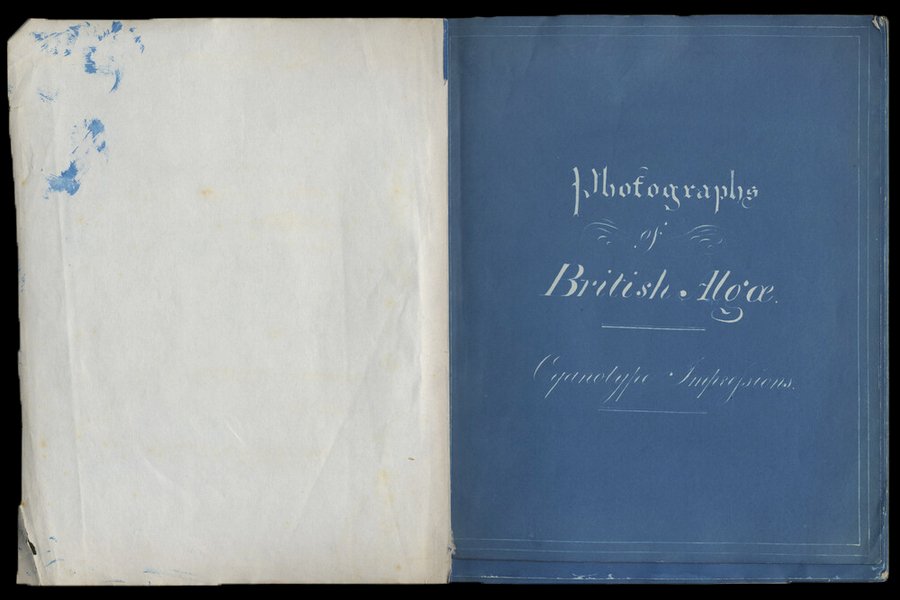 Photographs
of
British Algæ.
Cyanotype Impressions.